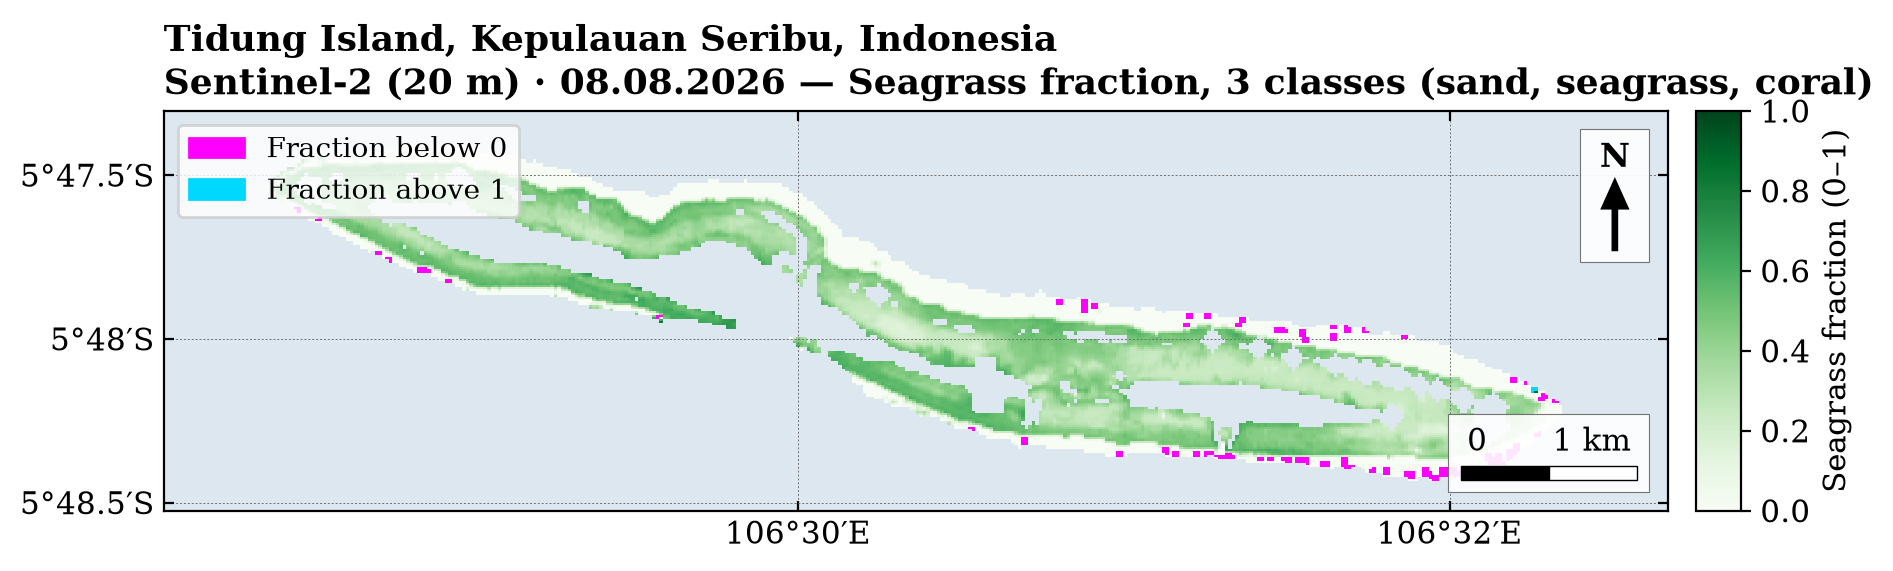 Tidung Island, Kepulauan Seribu, Indonesia
Sentinel-2 (20 m) · 08.08.2026 — Seagrass fraction, 3 classes (sand, seagrass, coral)
Fraction below 0
Fraction above 1
N
5°47.5′S
5°48′S
5°48.5′S
0 1 km
106°30′E 106°32′E
1.0
0.8
0.6
0.4
0.2
0.0
Seagrass fraction (0–1)